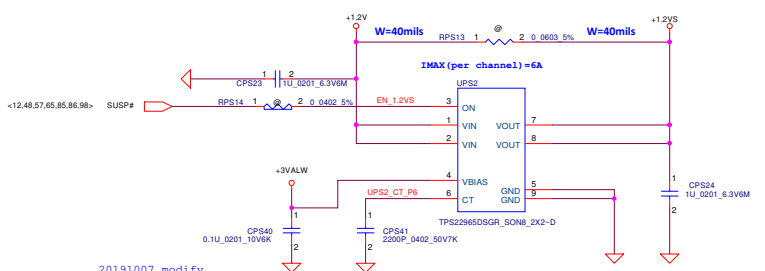 +1.2V
+1.2VS
W=40mils
@
W=40mils
RPS13 1 2 0_0603_5%
IMAX(per channel)=6A
1 2
CPS23 1U_0201_6.3V6M
UPS2
<12,48,57,65,85,86,98> SUSP# RPS14 1 @ 2 0_0402_5% EN_1.2VS 3 ON
1 VIN VOUT 7
2 VIN VOUT 8
+3VALW
4 VBIAS
UPS2_CT_P6 6 CT
GND 5
GND 9
1
CPS24
1U_0201_6.3V6M
2
TPS22965DSGR_SON8_2X2~D
1
CPS40
0.1U_0201_10V6K
2
1
CPS41
2200P_0402_50V7K
2
20191007 modify